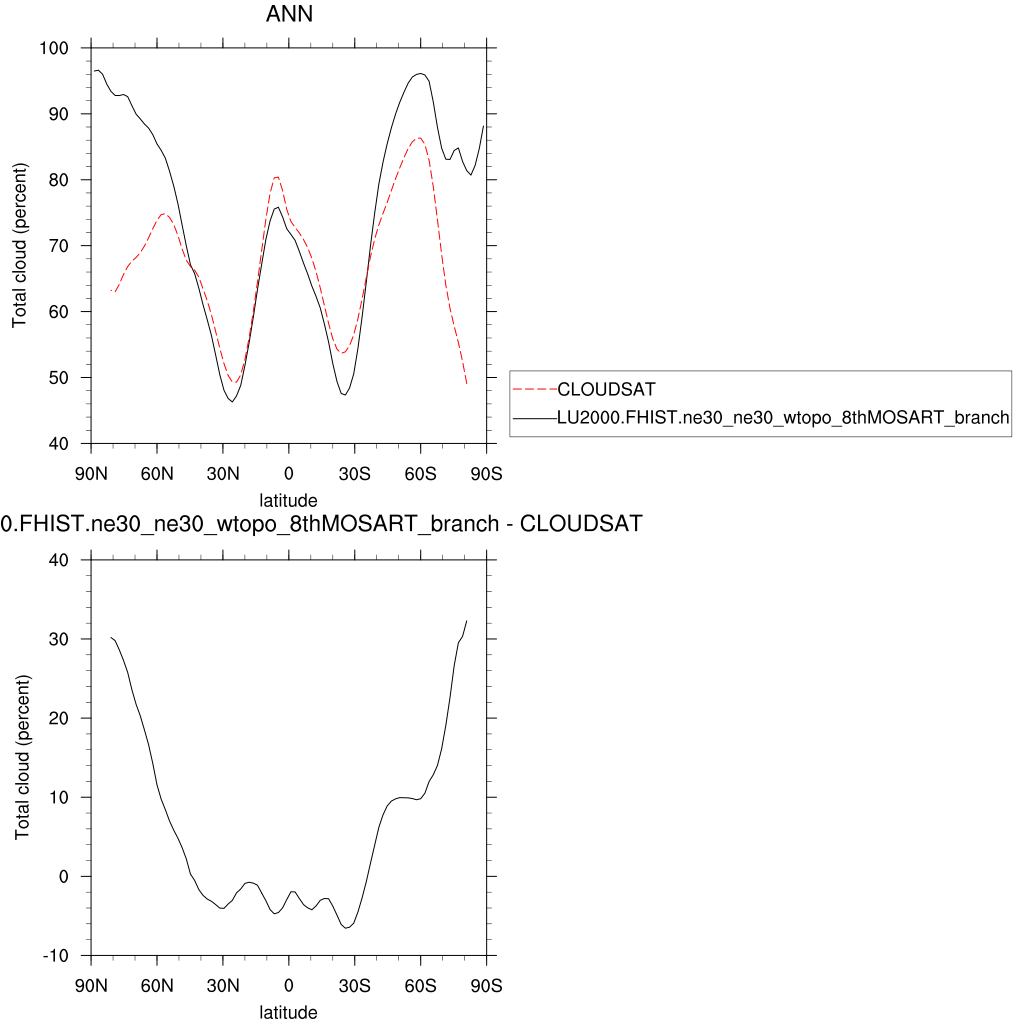 ANN
100
90
80
70
60
50
40
Total cloud (percent)
90N 60N 30N 0 30S 60S 90S
latitude
CLOUDSAT
LU2000.FHIST.ne30_ne30_wtopo_8thMOSART_branch
0.FHIST.ne30_ne30_wtopo_8thMOSART_branch - CLOUDSAT
40
30
20
10
0
-10
Total cloud (percent)
90N 60N 30N 0 30S 60S 90S
latitude